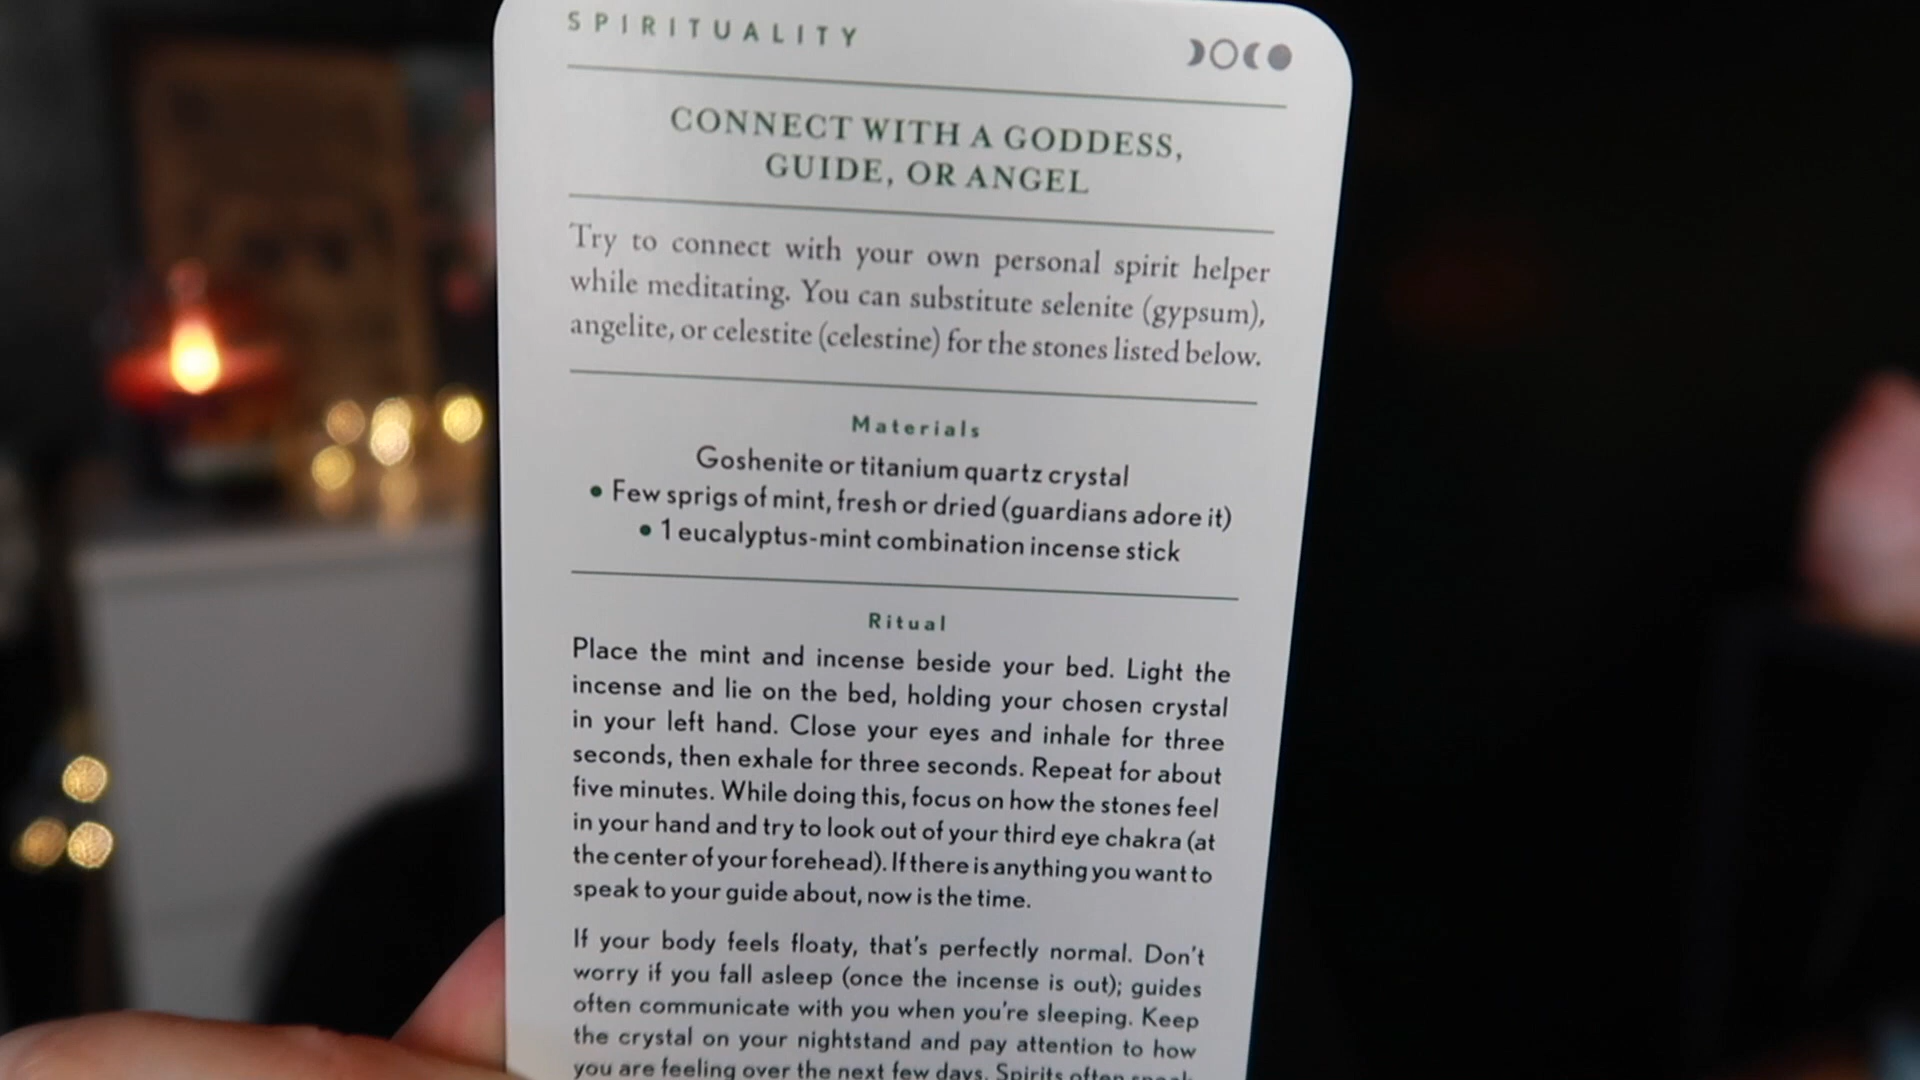 SPIRITUALITY
CONNECT WITH A GODDESS,
GUIDE, OR ANGEL
Try to connect with your own personal spirit helper
while meditating. You can substitute selenite (gypsum),
angelite, or celestite (celestine) for the stones listed below.
Materials
Goshenite or titanium quartz crystal
• Few sprigs of mint, fresh or dried (guardians adore it)
• 1 eucalyptus-mint combination incense stick
Ritual
Place the mint and incense beside your bed. Light the
incense and lie on the bed, holding your chosen crystal
in your left hand. Close your eyes and inhale for three
seconds, then exhale for three seconds. Repeat for about
five minutes. While doing this, focus on how the stones feel
in your hand and try to look out of your third eye chakra (at
the center of your forehead). If there is anything you want to
speak to your guide about, now is the time.
If your body feels floaty, that's perfectly normal. Don't
worry if you fall asleep (once the incense is out); guides
often communicate with you when you're sleeping. Keep
the crystal on your nightstand and pay attention to how
you are feeling over the next few days. Spirits often